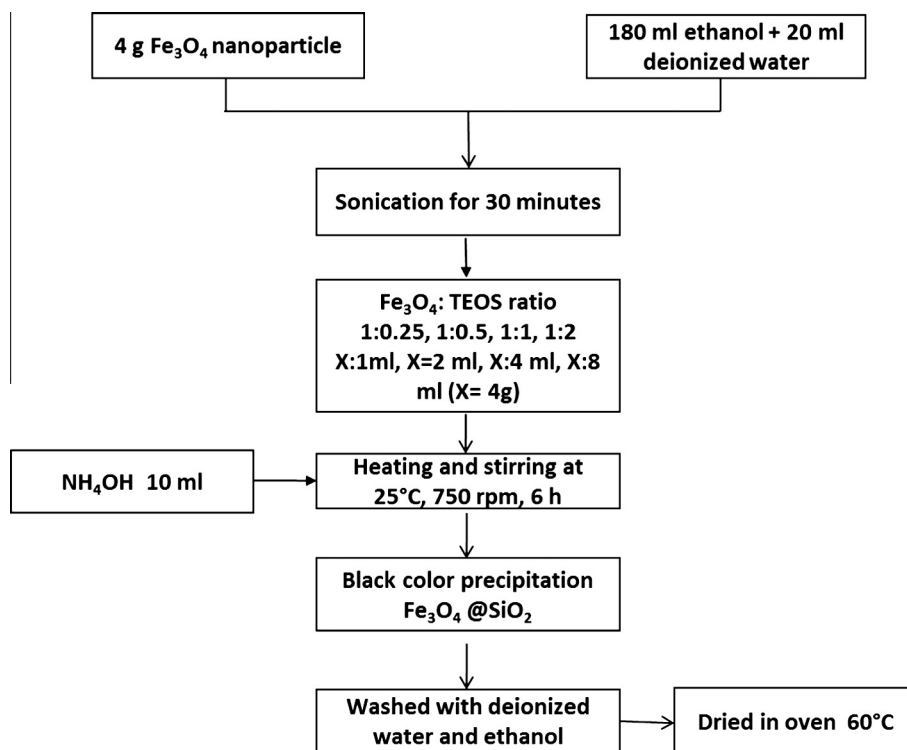 4 g Fe₃O₄ nanoparticle
180 ml ethanol + 20 ml
deionized water
Sonication for 30 minutes
Fe₃O₄: TEOS ratio
1:0.25, 1:0.5, 1:1, 1:2
X:1ml, X=2 ml, X:4 ml, X:8
ml (X= 4g)
NH₄OH 10 ml
Heating and stirring at
25°C, 750 rpm, 6 h
Black color precipitation
Fe₃O₄ @SiO₂
Washed with deionized
water and ethanol
Dried in oven 60°C